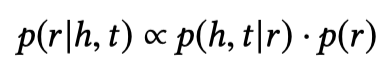 p(r|h, t) ∝ p(h, t|r) · p(r)